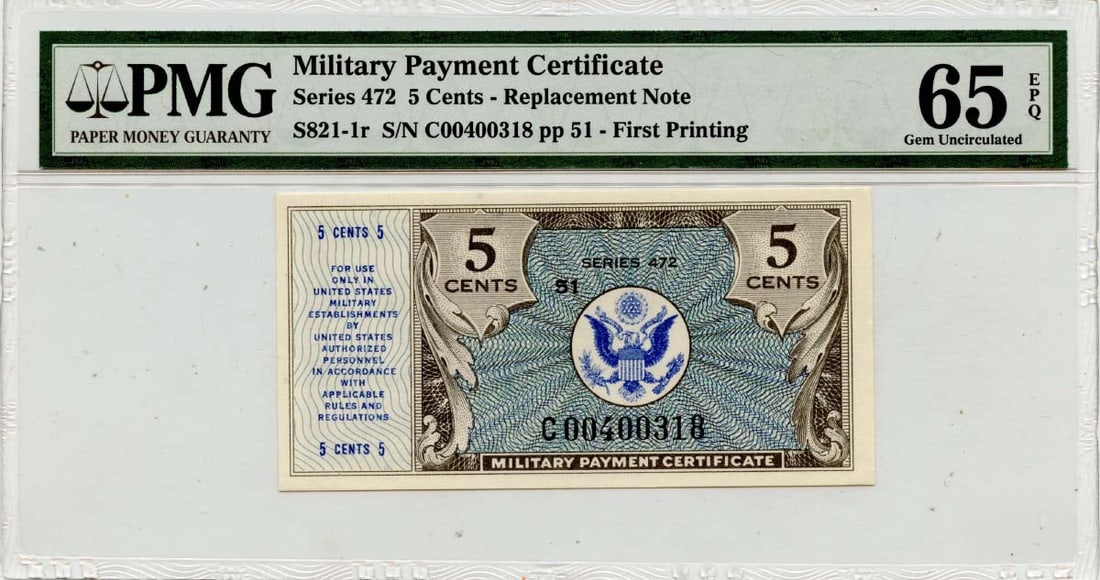 PMG
PAPER MONEY GUARANTY
Military Payment Certificate
Series 472 5 Cents - Replacement Note
S821-1r S/N C00400318 pp 51 - First Printing
65 EPQ
Gem Uncirculated
5 CENTS 5
FOR USE
ONLY IN
UNITED STATES
MILITARY
ESTABLISHMENTS
BY
UNITED STATES
AUTHORIZED
PERSONNEL
IN ACCORDANCE
WITH
APPLICABLE
RULES AND
REGULATIONS
5 CENTS 5
5
CENTS
SERIES 472
51
5
CENTS
C00400318
MILITARY PAYMENT CERTIFICATE